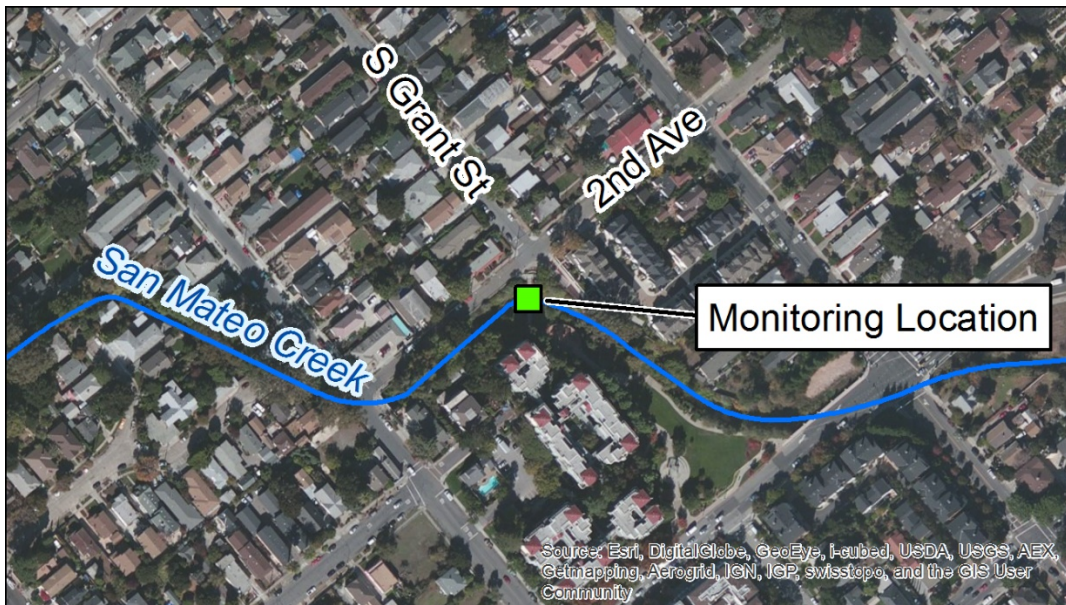 S Grant St
2nd Ave
San Mateo Creek
Monitoring Location
Source: Esri, DigitalGlobe, GeoEye, i-cubed, USDA, USGS, AEX,
Getmapping, Aerogrid, IGN, IGP, swisstopo, and the GIS User
Community